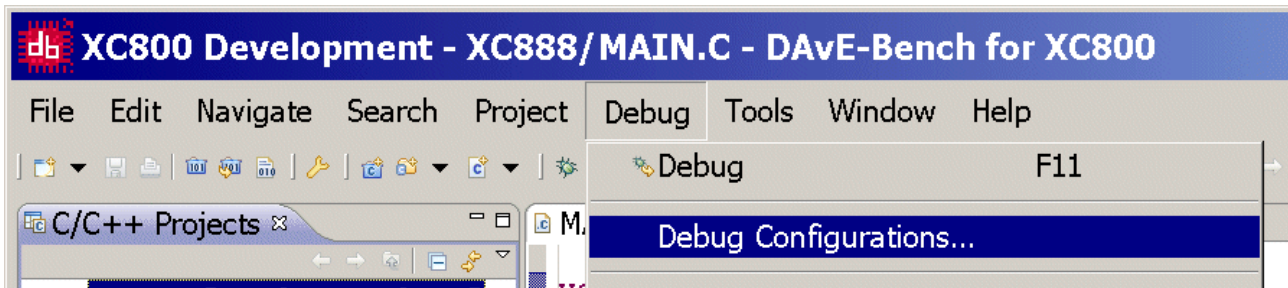 db XC800 Development - XC888/MAIN.C - DAvE-Bench for XC800
File Edit Navigate Search Project Debug Tools Window Help
Debug F11
C/C++ Projects
Debug Configurations...